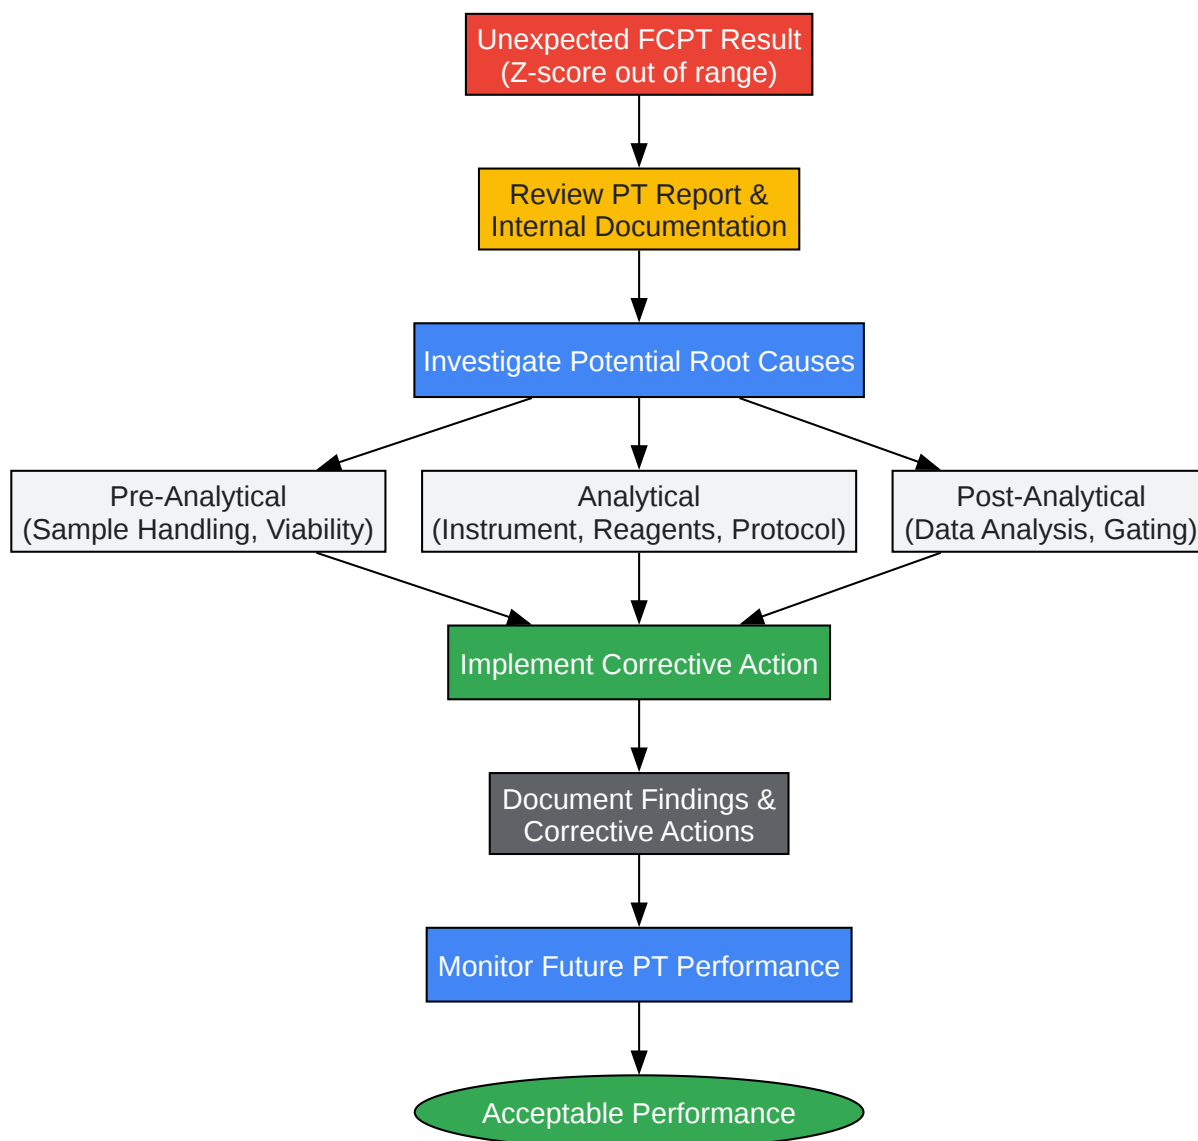 Unexpected FCPT Result
(Z-score out of range)
Review PT Report &
Internal Documentation
Investigate Potential Root Causes
Pre-Analytical
(Sample Handling, Viability)
Analytical
(Instrument, Reagents, Protocol)
Post-Analytical
(Data Analysis, Gating)
Implement Corrective Action
Document Findings &
Corrective Actions
Monitor Future PT Performance
Acceptable Performance